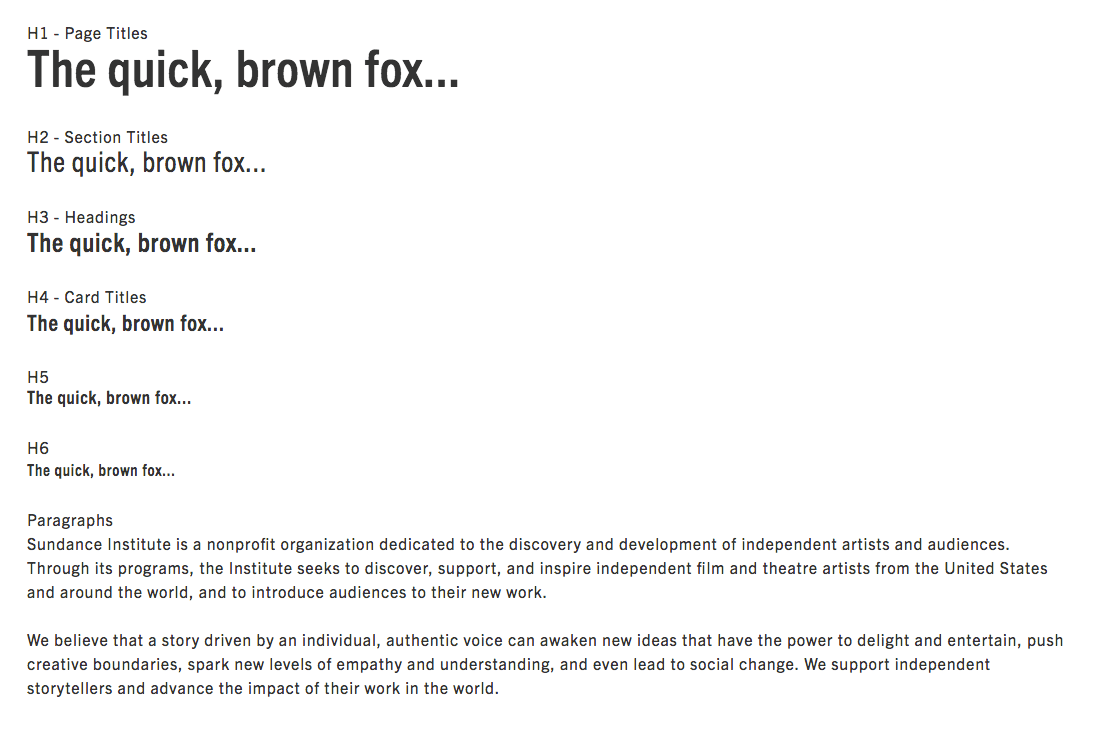 H1 - Page Titles
The quick, brown fox...
H2 - Section Titles
The quick, brown fox...
H3 - Headings
The quick, brown fox...
H4 - Card Titles
The quick, brown fox...
H5
The quick, brown fox...
H6
The quick, brown fox...
Paragraphs
Sundance Institute is a nonprofit organization dedicated to the discovery and development of independent artists and audiences.
Through its programs, the Institute seeks to discover, support, and inspire independent film and theatre artists from the United States
and around the world, and to introduce audiences to their new work.
We believe that a story driven by an individual, authentic voice can awaken new ideas that have the power to delight and entertain, push
creative boundaries, spark new levels of empathy and understanding, and even lead to social change. We support independent
storytellers and advance the impact of their work in the world.